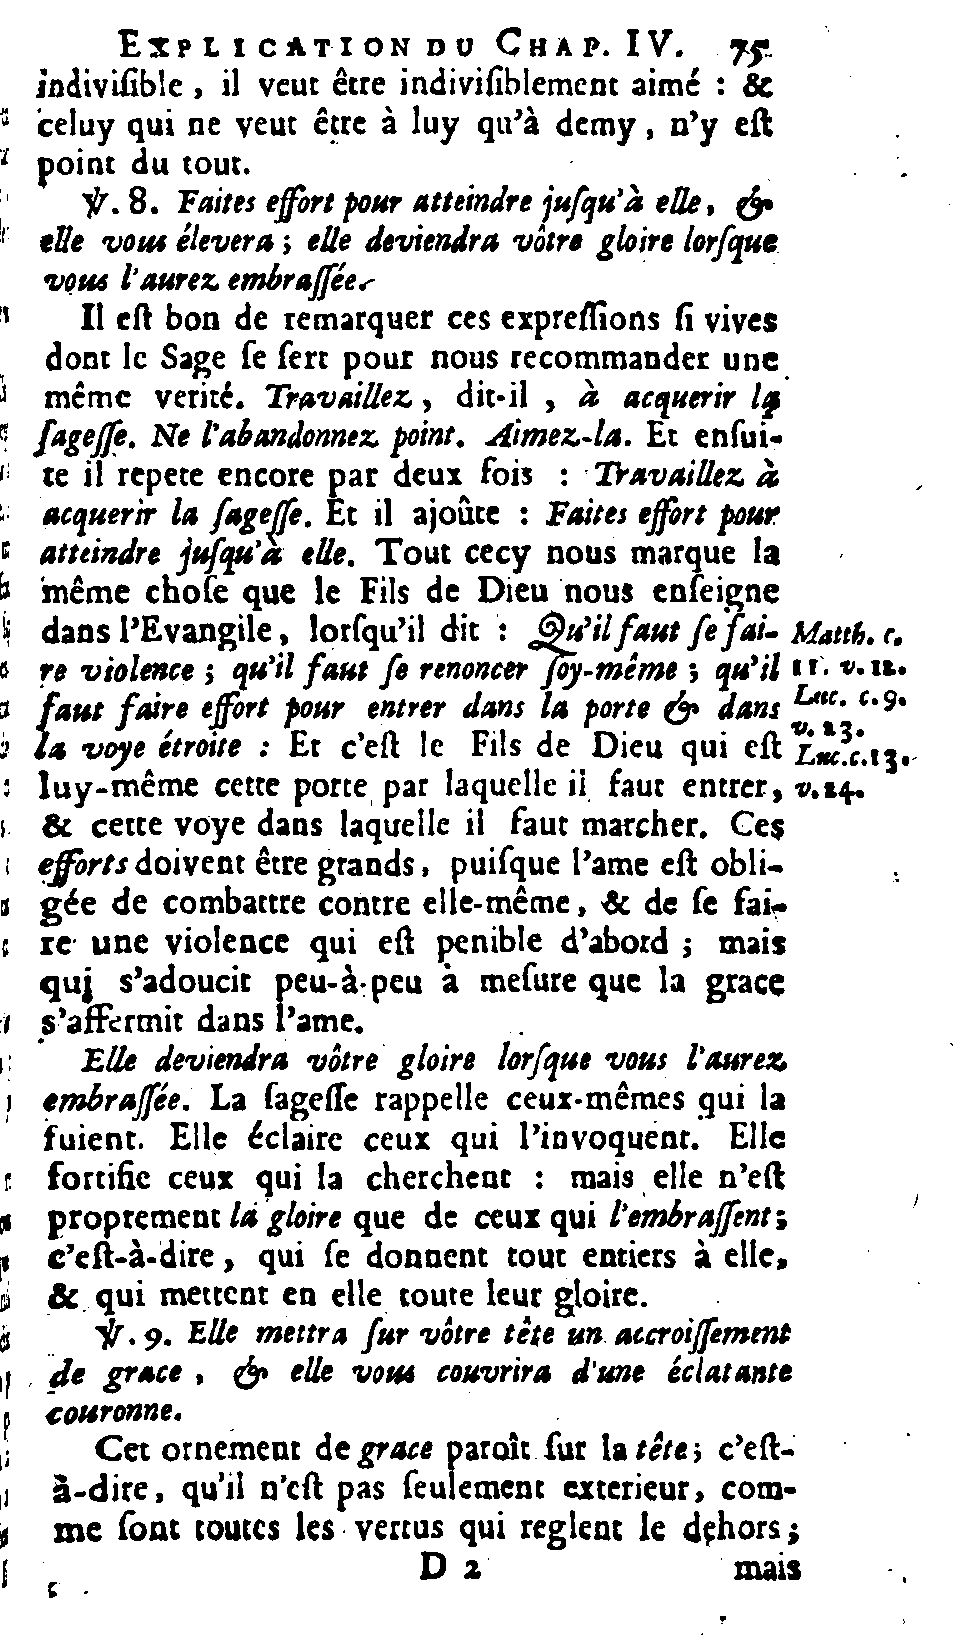 EXPLICATION DU CHAP. IV. 75
indiviſible, il veut être indiviſiblement aimé : &
celuy qui ne veut être à luy qu'à demy, n'y eſt
point du tout.
℣. 8. Faites effort pour atteindre juſqu'à elle, &
elle vous élevera ; elle deviendra vôtre gloire lorſque
vous l'aurez embraſſée.
Il eſt bon de remarquer ces expreſſions ſi vives
dont le Sage ſe ſert pour nous recommander une
même verité. Travaillez, dit-il, à acquerir la
ſageſſe. Ne l'abandonnez point. Aimez-la. Et enſui-
te il repete encore par deux fois : Travaillez à
acquerir la ſageſſe. Et il ajoûte : Faites effort pour
atteindre juſqu'à elle. Tout cecy nous marque la
même choſe que le Fils de Dieu nous enſeigne
dans l'Evangile, lorſqu'il dit : Qu'il faut ſe fai-
re violence ; qu'il faut ſe renoncer ſoy-même ; qu'il
faut faire effort pour entrer dans la porte & dans
la voye étroite : Et c'eſt le Fils de Dieu qui eſt
luy-même cette porte par laquelle il faut entrer,
& cette voye dans laquelle il faut marcher. Ces
efforts doivent être grands, puiſque l'ame eſt obli-
gée de combattre contre elle-même, & de ſe fai-
re une violence qui eſt penible d'abord ; mais
qui s'adoucit peu-à-peu à meſure que la grace
s'affermit dans l'ame.
Elle deviendra vôtre gloire lorſque vous l'aurez
embraſſée. La ſageſſe rappelle ceux-mêmes qui la
fuient. Elle éclaire ceux qui l'invoquent. Elle
fortifie ceux qui la cherchent : mais elle n'eſt
proprement la gloire que de ceux qui l'embraſſent ;
c'eſt-à-dire, qui ſe donnent tout entiers à elle,
& qui mettent en elle toute leur gloire.
℣. 9. Elle mettra ſur vôtre tête un accroiſſement
de grace, & elle vous couvrira d'une éclatante
couronne.
Cet ornement de grace paroît ſur la tête ; c'eſt-
à-dire, qu'il n'eſt pas ſeulement exterieur, com-
me ſont toutes les vertus qui reglent le dehors ;
D 2 mais
Matth. c.
11. v. 12.
Luc. c. 9.
v. 23.
Luc. c. 13.
v. 24.